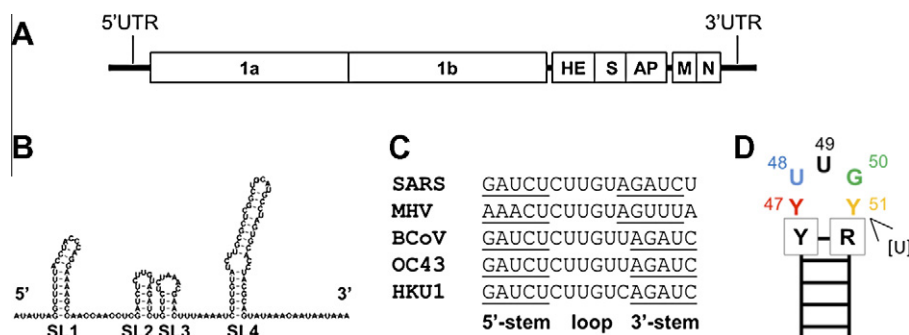 5'UTR 3'UTR
A
1a 1b HE S AP M N
B
5' 3'
SL1 SL2 SL3 SL4
C
SARS GAUCUCUUGUAGAUCU
MHV AAACUCUUGUAGUUUA
BCoV GAUCUCUUGUUAGAUC
OC43 GAUCUCUUGUUAGAUC
HKU1 GAUCUCUUGUCAGAUC
5'-stem loop 3'-stem
D
49
48 U U G 50
47 Y Y 51
Y R
[U]